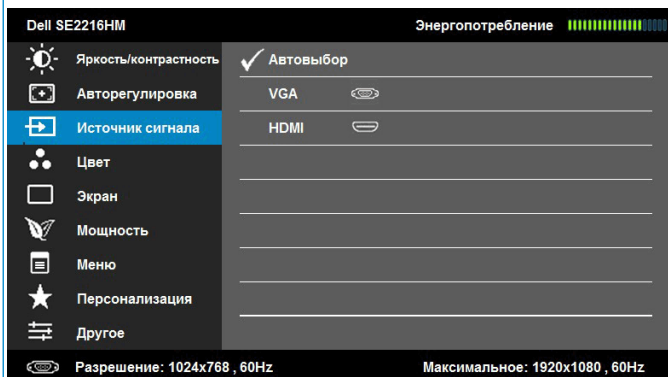 Dell SE2216HM Энергопотребление
Яркость/контрастность Автовыбор
Авторегулировка VGA
Источник сигнала HDMI
Цвет
Экран
Мощность
Меню
Персонализация
Другое
Разрешение: 1024x768 , 60Hz Максимальное: 1920x1080 , 60Hz